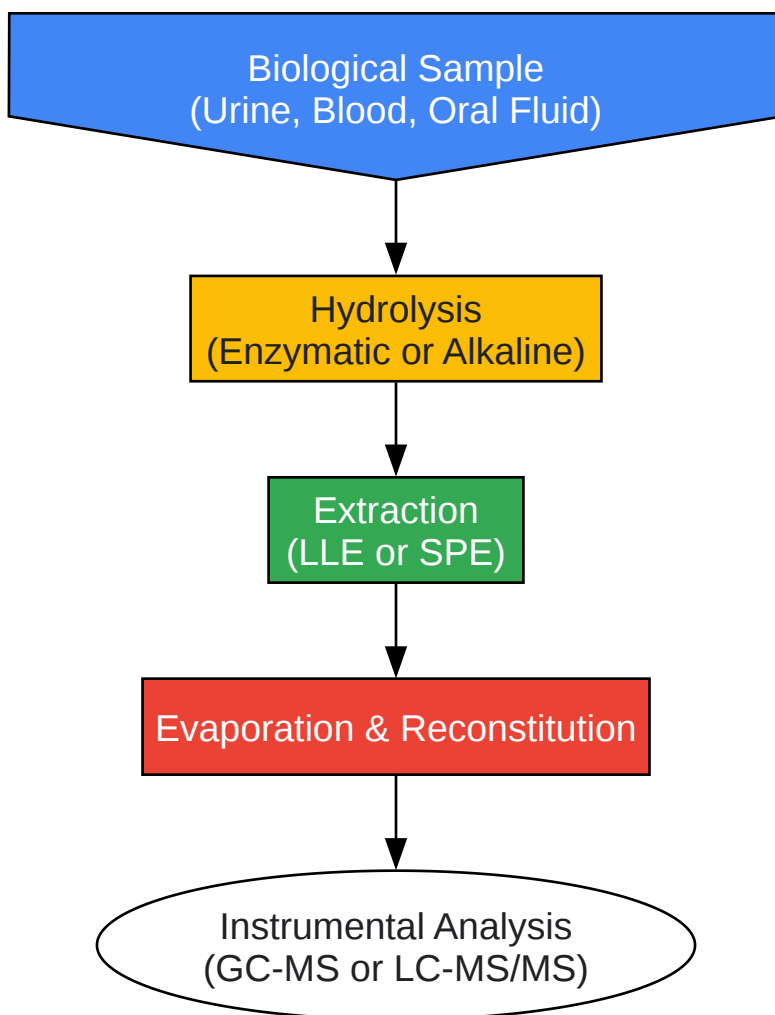 Biological Sample
(Urine, Blood, Oral Fluid)
Hydrolysis
(Enzymatic or Alkaline)
Extraction
(LLE or SPE)
Evaporation & Reconstitution
Instrumental Analysis
(GC-MS or LC-MS/MS)